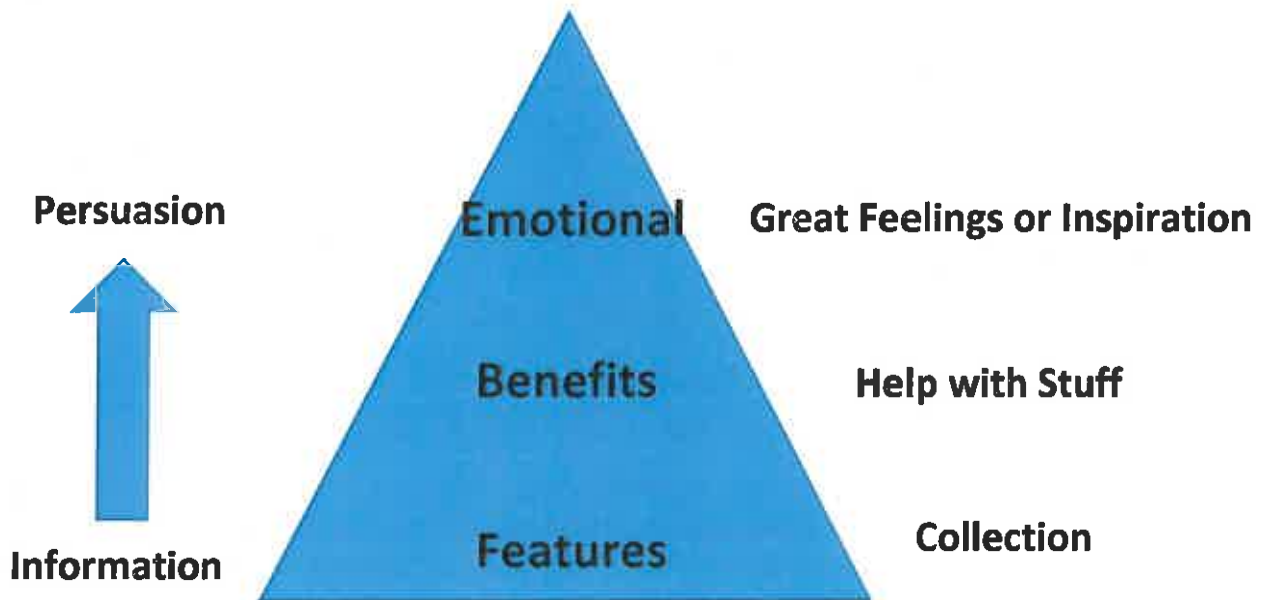 Persuasion
Emotional
Great Feelings or Inspiration
Benefits
Help with Stuff
Information
Features
Collection